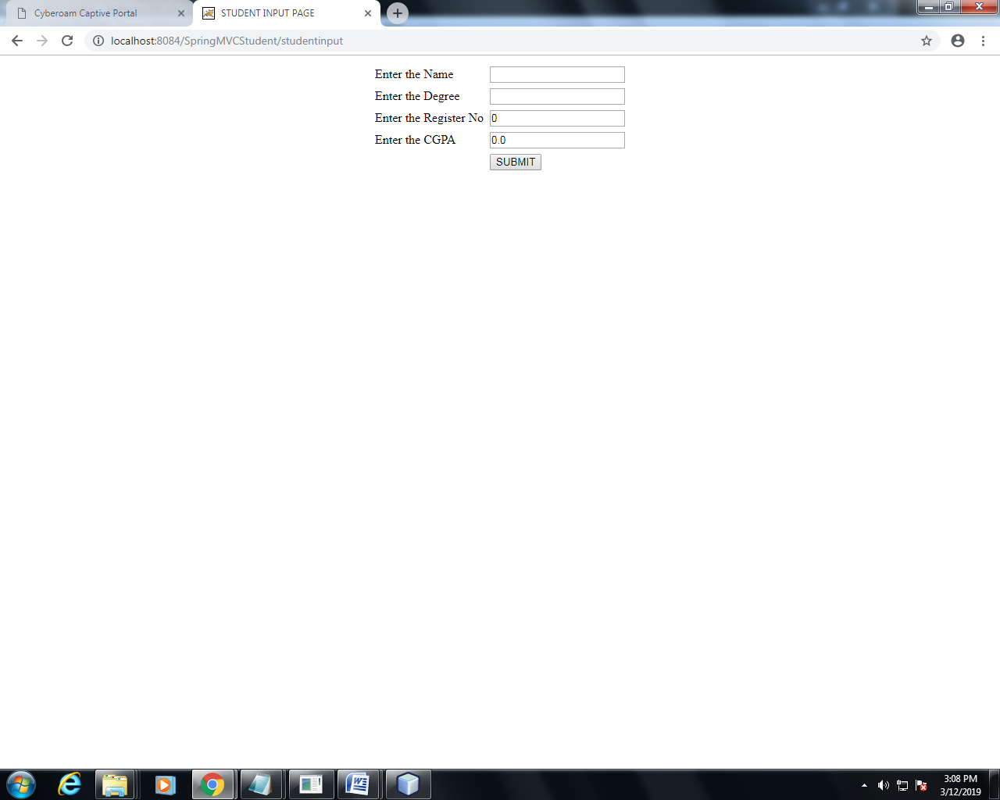 Cyberoam Captive Portal
STUDENT INPUT PAGE
localhost:8084/SpringMVCStudent/studentinput
Enter the Name
Enter the Degree
Enter the Register No 0
Enter the CGPA 0.0
SUBMIT
3:08 PM
3/12/2019